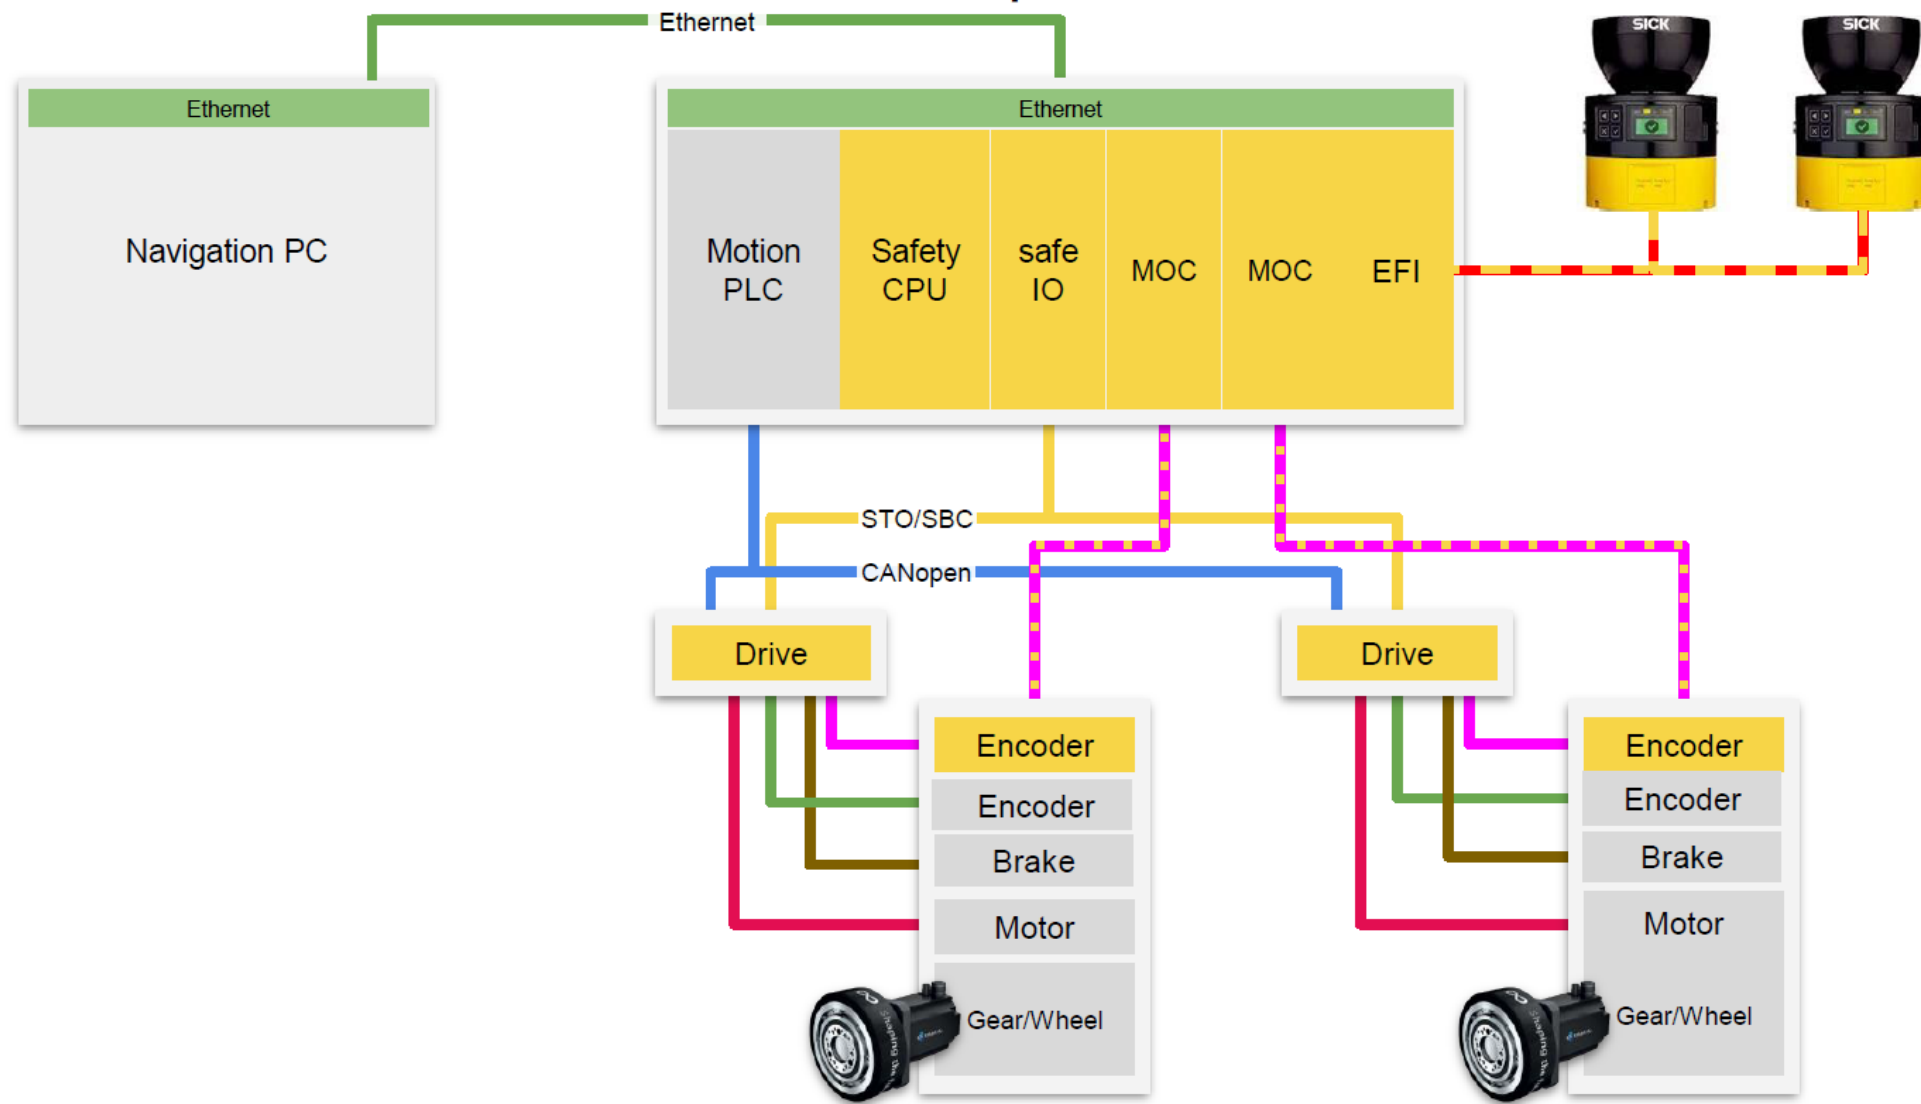 Ethernet
SICK
SICK
Ethernet
Ethernet
Navigation PC
Motion
PLC
Safety
CPU
safe
IO
MOC
MOC
EFI
STO/SBC
CANopen
Drive
Drive
Encoder
Encoder
Brake
Motor
Gear/Wheel
Encoder
Encoder
Brake
Motor
Gear/Wheel